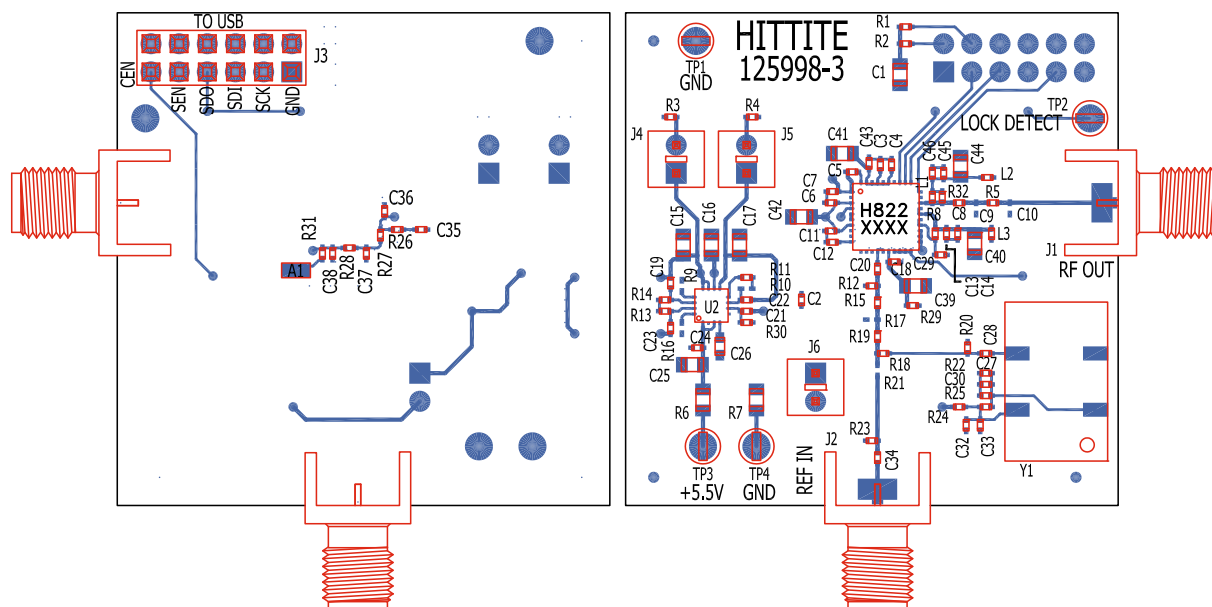 TO USB
J3
CEN
SEN
SDO
SDI
SCK
GND
C36
R31
C35
R26
R27
A1
C38
R28
C37
HITTITE
125998-3
TP1
GND
R1
R2
C1
TP2
LOCK DETECT
R3
R4
J4
J5
C41
C43
C3
C4
C46
C45
C44
C5
L1
L2
C7
C6
R32
R5
C15
C16
C17
C42
H822
XXXX
R8
C8
C9
C10
C11
C12
L3
J1
RF OUT
C40
C19
R9
R11
R10
C20
C18
C29
C13
C14
R14
R13
U2
C22
C2
R12
R15
C39
C21
R30
R17
R29
C23
R16
C24
C26
R19
R20
C28
J6
R18
R22
C27
C25
C30
R21
R25
R6
R7
R24
R23
C32
C33
J2
C34
Y1
REF IN
TP3
+5.5V
TP4
GND